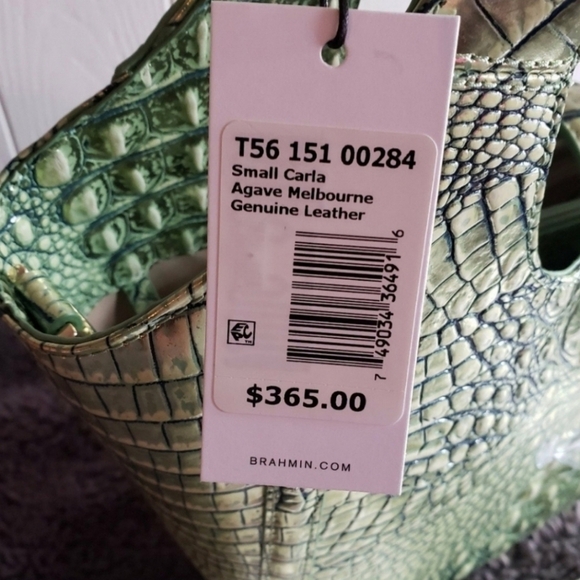 T56 151 00284
Small Carla
Agave Melbourne
Genuine Leather
7 49034 36491 6
$365.00
BRAHMIN.COM